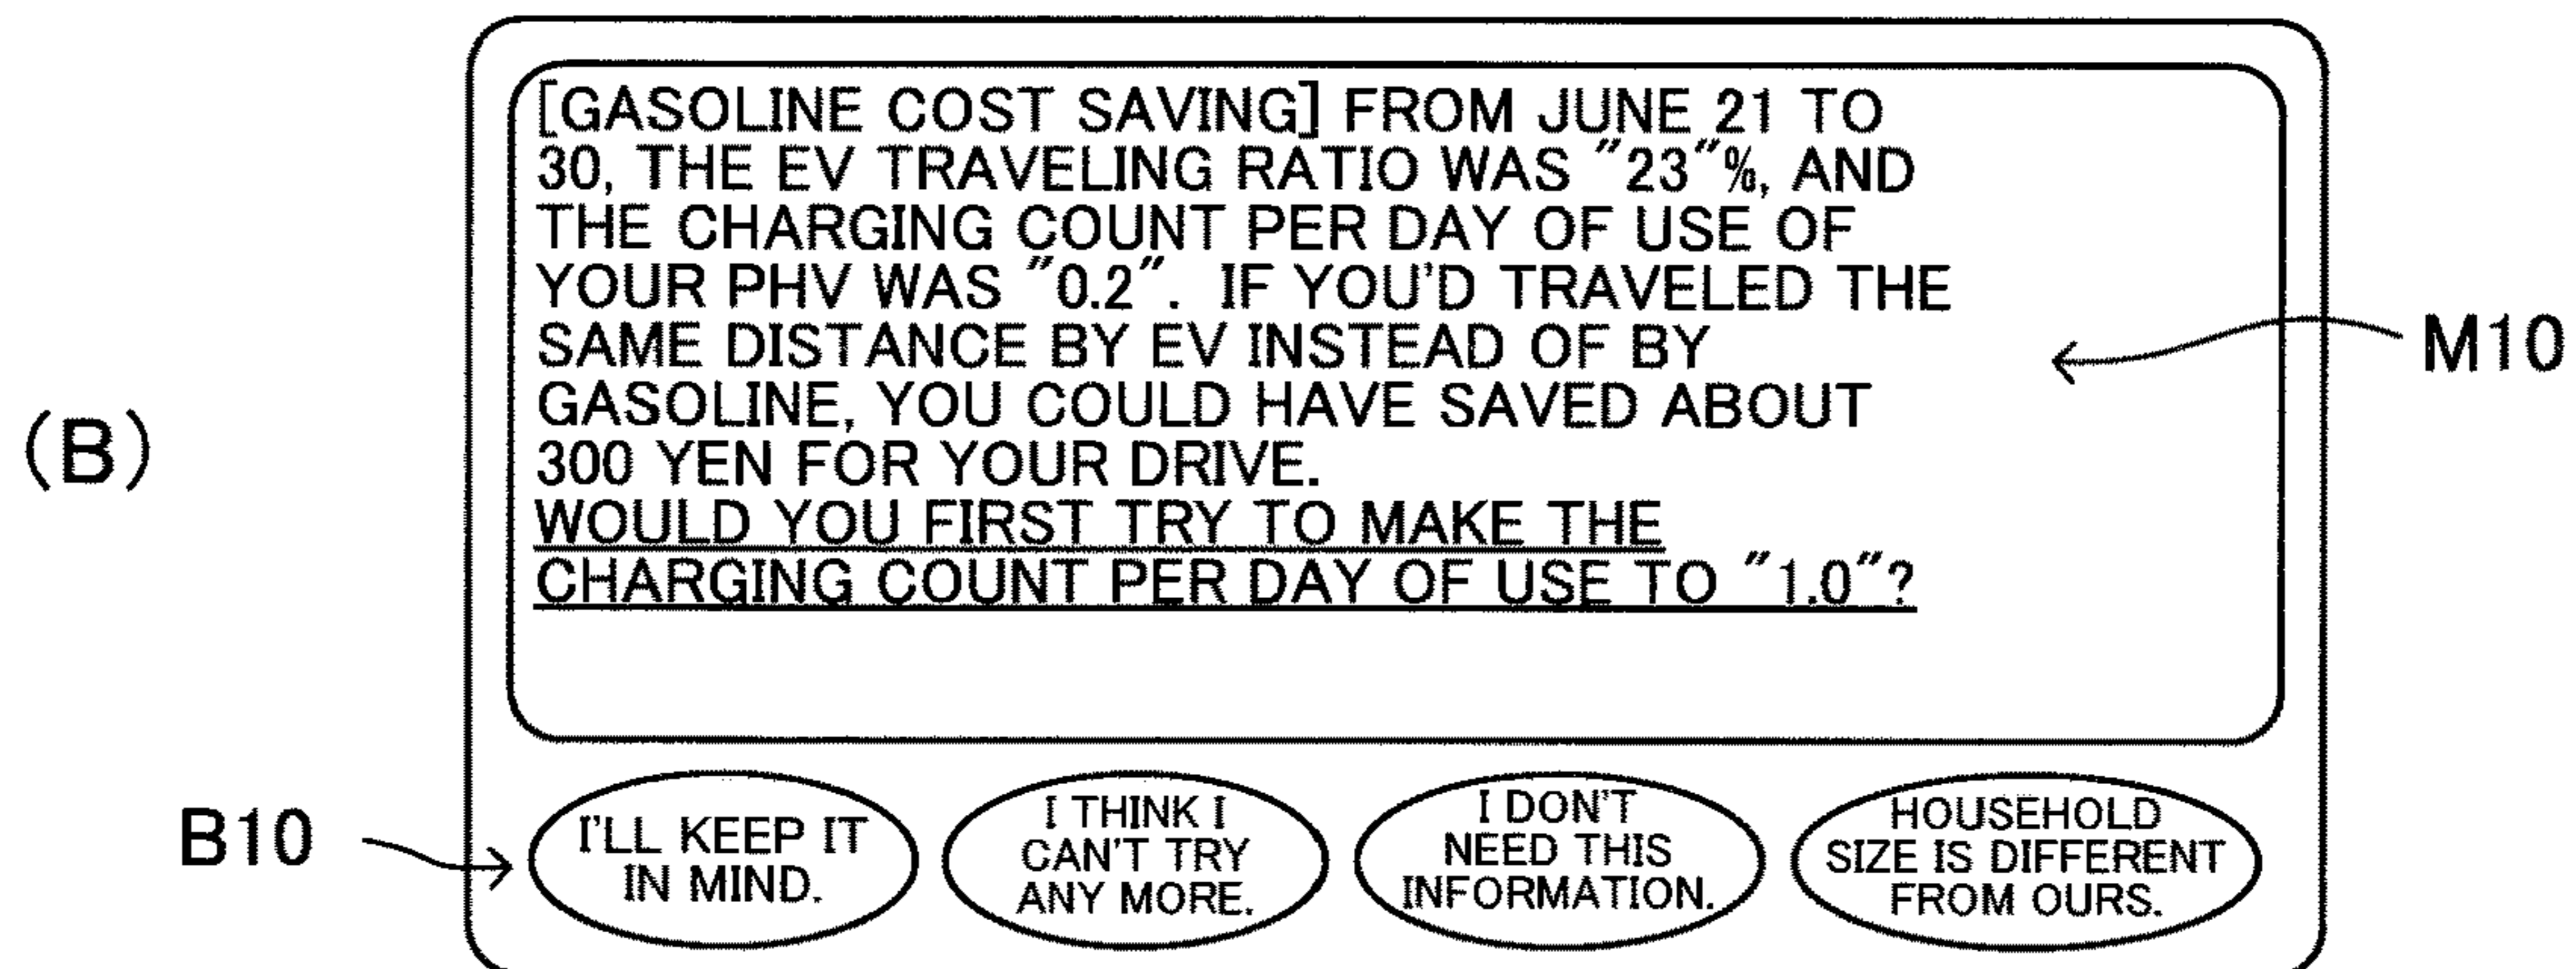 [GASOLINE COST SAVING] FROM JUNE 21 TO
30, THE EV TRAVELING RATIO WAS "23"%, AND
THE CHARGING COUNT PER DAY OF USE OF
YOUR PHV WAS "0.2". IF YOU'D TRAVELED THE
SAME DISTANCE BY EV INSTEAD OF BY
GASOLINE, YOU COULD HAVE SAVED ABOUT
300 YEN FOR YOUR DRIVE.
WOULD YOU FIRST TRY TO MAKE THE
CHARGING COUNT PER DAY OF USE TO "1.0"?
M10
(B)
B10
I'LL KEEP IT
IN MIND.
I THINK I
CAN'T TRY
ANY MORE.
I DON'T
NEED THIS
INFORMATION.
HOUSEHOLD
SIZE IS DIFFERENT
FROM OURS.